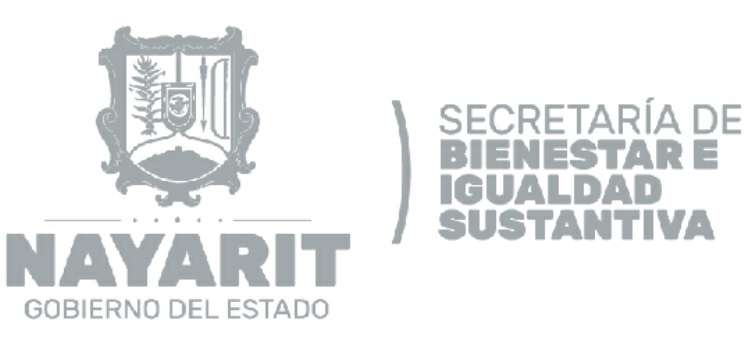 NAYARIT
GOBIERNO DEL ESTADO
SECRETARÍA DE
BIENESTAR E
IGUALDAD
SUSTANTIVA